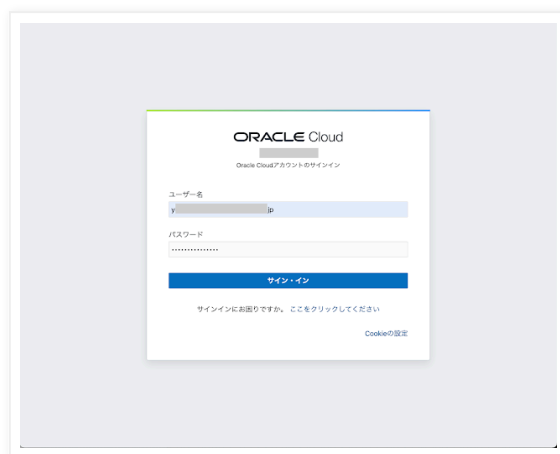 ORACLE Cloud
Oracle Cloudアカウントのサインイン
ユーザー名
y jp
パスワード
サイン・イン
サインインにお困りですか。 ここをクリックしてください
Cookieの設定